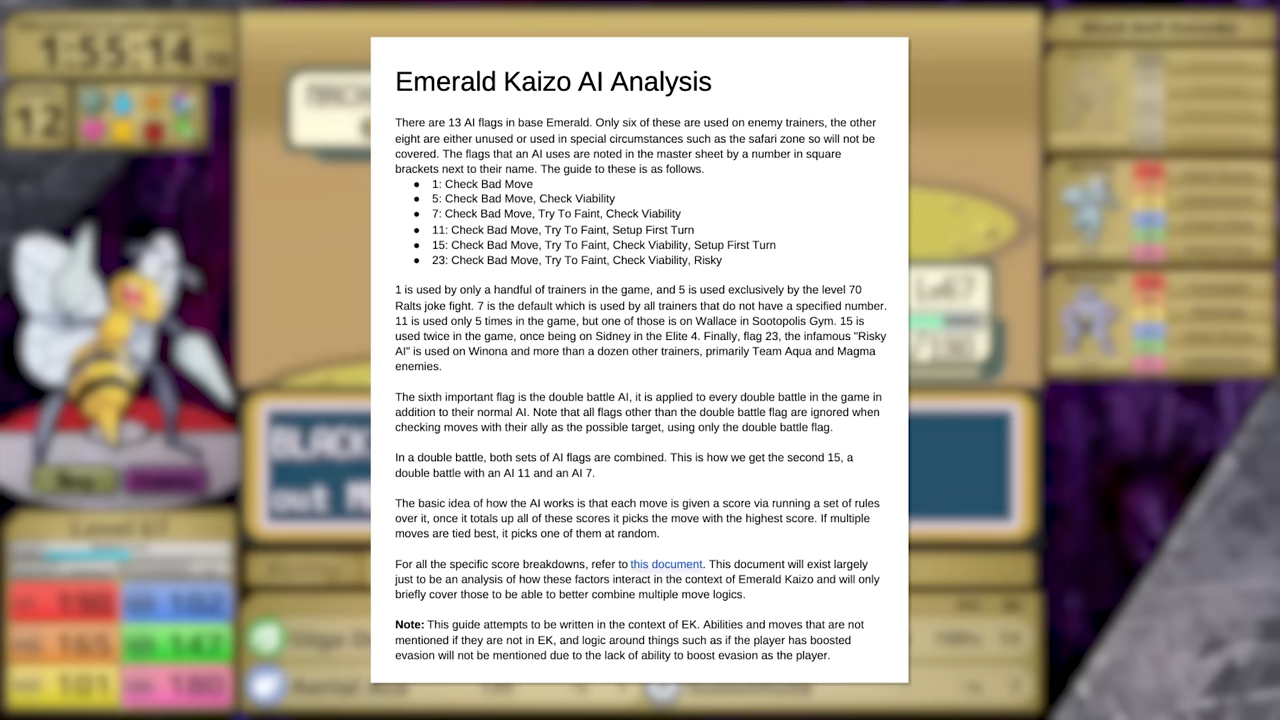 1:55:14
12
Emerald Kaizo AI Analysis
There are 13 AI flags in base Emerald. Only six of these are used on enemy trainers, the other
eight are either unused or used in special circumstances such as the safari zone so will not be
covered. The flags that an AI uses are noted in the master sheet by a number in square
brackets next to their name. The guide to these is as follows.
● 1: Check Bad Move
● 5: Check Bad Move, Check Viability
● 7: Check Bad Move, Try To Faint, Check Viability
● 11: Check Bad Move, Try To Faint, Setup First Turn
● 15: Check Bad Move, Try To Faint, Check Viability, Setup First Turn
● 23: Check Bad Move, Try To Faint, Check Viability, Risky
1 is used by only a handful of trainers in the game, and 5 is used exclusively by the level 70
Ralts joke fight. 7 is the default which is used by all trainers that do not have a specified number.
11 is used only 5 times in the game, but one of those is on Wallace in Sootopolis Gym. 15 is
used twice in the game, once being on Sidney in the Elite 4. Finally, flag 23, the infamous "Risky
AI" is used on Winona and more than a dozen other trainers, primarily Team Aqua and Magma
enemies.
The sixth important flag is the double battle AI, it is applied to every double battle in the game in
addition to their normal AI. Note that all flags other than the double battle flag are ignored when
checking moves with their ally as the possible target, using only the double battle flag.
In a double battle, both sets of AI flags are combined. This is how we get the second 15, a
double battle with an AI 11 and an AI 7.
The basic idea of how the AI works is that each move is given a score via running a set of rules
over it, once it totals up all of these scores it picks the move with the highest score. If multiple
moves are tied best, it picks one of them at random.
For all the specific score breakdowns, refer to this document. This document will exist largely
just to be an analysis of how these factors interact in the context of Emerald Kaizo and will only
briefly cover those to be able to better combine multiple move logics.
Note: This guide attempts to be written in the context of EK. Abilities and moves that are not
mentioned if they are not in EK, and logic around things such as if the player has boosted
evasion will not be mentioned due to the lack of ability to boost evasion as the player.
Lv67
BLACK
out
Level 67
190
102
165
147
101
180
Aerial Ace